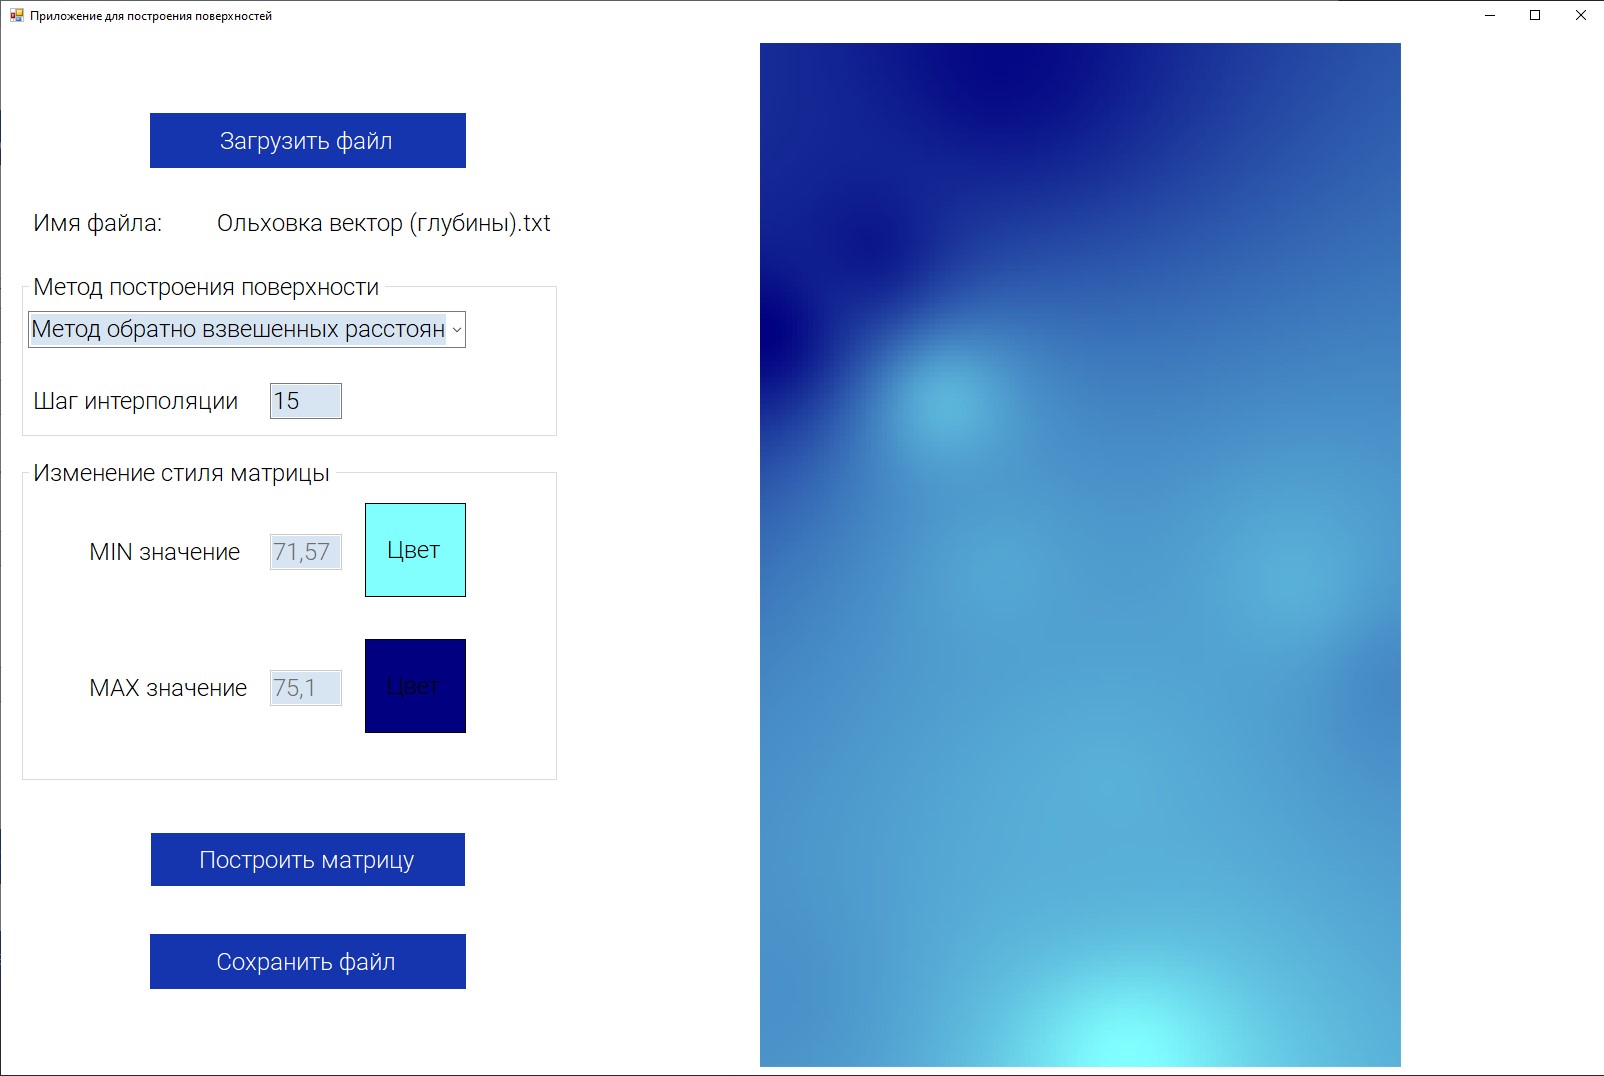 Приложение для построения поверхностей
Загрузить файл
Имя файла: Ольховка вектор (глубины).txt
Метод построения поверхности
Метод обратно взвешенных расстоян
Шаг интерполяции 15
Изменение стиля матрицы
MIN значение 71,57 Цвет
MAX значение 75,1 Цвет
Построить матрицу
Сохранить файл